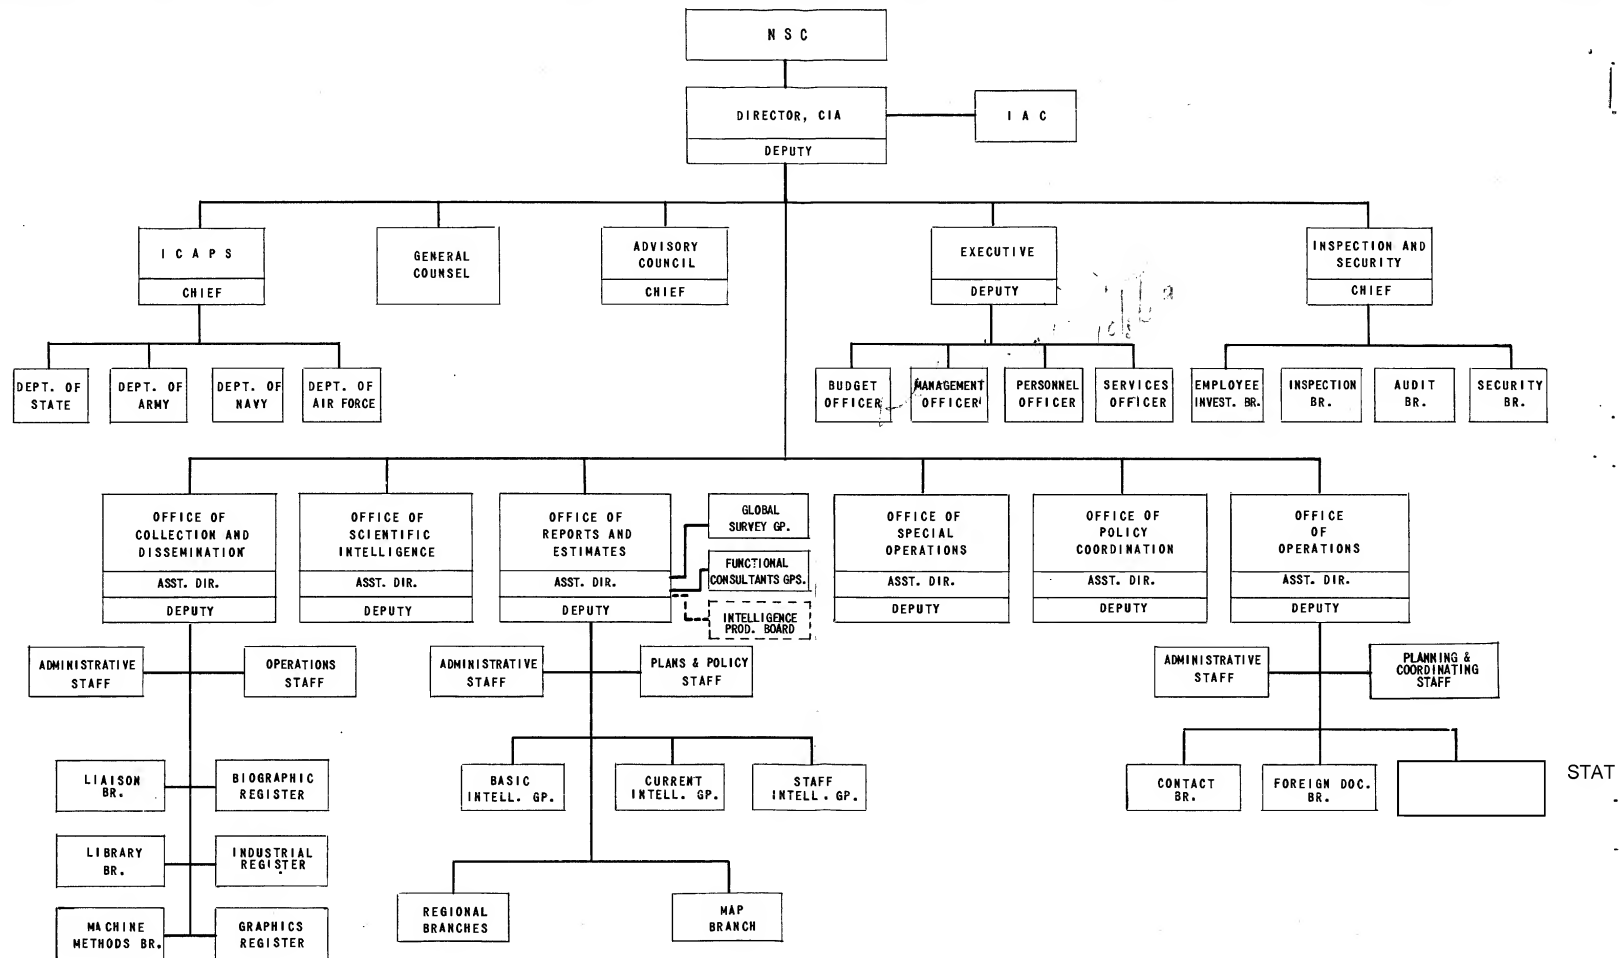 N S C
DIRECTOR, CIA
DEPUTY
I A C
I C A P S
CHIEF
GENERAL
COUNSEL
ADVISORY
COUNCIL
CHIEF
EXECUTIVE
DEPUTY
INSPECTION AND
SECURITY
CHIEF
DEPT. OF
STATE
DEPT. OF
ARMY
DEPT. OF
NAVY
DEPT. OF
AIR FORCE
BUDGET
OFFICER
MANAGEMENT
OFFICER
PERSONNEL
OFFICER
SERVICES
OFFICER
EMPLOYEE
INVEST. BR.
INSPECTION
BR.
AUDIT
BR.
SECURITY
BR.
OFFICE OF
COLLECTION AND
DISSEMINATION
ASST. DIR.
DEPUTY
OFFICE OF
SCIENTIFIC
INTELLIGENCE
ASST. DIR.
DEPUTY
OFFICE OF
REPORTS AND
ESTIMATES
ASST. DIR.
DEPUTY
GLOBAL
SURVEY GP.
FUNCTIONAL
CONSULTANTS GPS.
INTELLIGENCE
PROD. BOARD
OFFICE OF
SPECIAL
OPERATIONS
ASST. DIR.
DEPUTY
OFFICE OF
POLICY
COORDINATION
ASST. DIR.
DEPUTY
OFFICE
OF
OPERATIONS
ASST. DIR.
DEPUTY
ADMINISTRATIVE
STAFF
OPERATIONS
STAFF
ADMINISTRATIVE
STAFF
PLANS & POLICY
STAFF
ADMINISTRATIVE
STAFF
PLANNING &
COORDINATING
STAFF
LIAISON
BR.
BIOGRAPHIC
REGISTER
BASIC
INTELL. GP.
CURRENT
INTELL. GP.
STAFF
INTELL. GP.
CONTACT
BR.
FOREIGN DOC.
BR.
STAT
LIBRARY
BR.
INDUSTRIAL
REGISTER
REGIONAL
BRANCHES
MAP
BRANCH
MACHINE
METHODS BR.
GRAPHICS
REGISTER